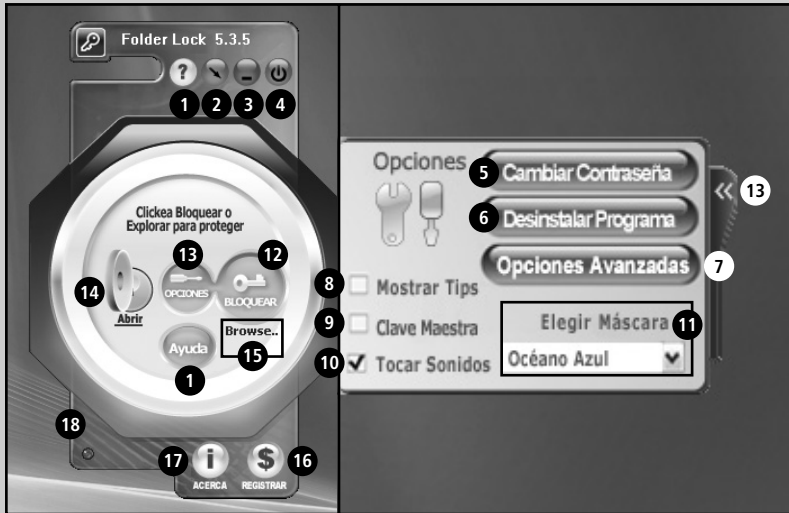 Folder Lock 5.3.5
?
1 2 3 4
Clickea Bloquear o
Explorar para proteger
13 12
OPCIONES
BLOQUEAR
14
Abrir
Ayuda
Browse..
15
1
18
17 i $ 16
ACERCA REGISTRAR
Opciones
5 Cambiar Contraseña
13
6 Desinstalar Programa
Opciones Avanzadas 7
8 Mostrar Tips
9 Clave Maestra
10 Tocar Sonidos
Elegir Máscara 11
Océano Azul